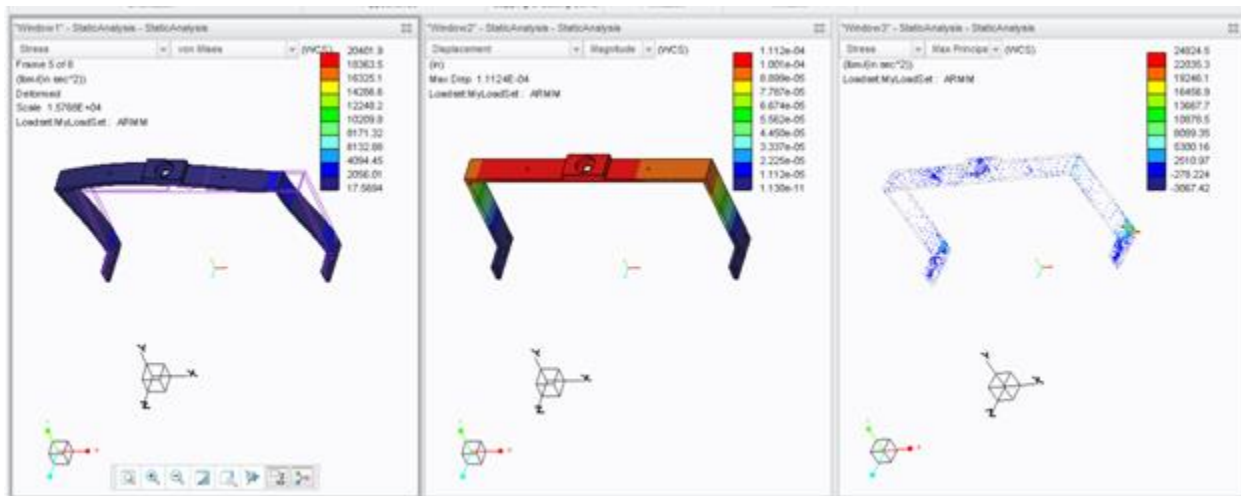 "Window1" - StaticAnalysis - StaticAnalysis
Stress von Mises (WCS)
(lbm/(in sec^2))
Frame 5 of 8
Deformed
Scale 1.5768E+04
Loadset:MyLoadSet : ARMM
20401.9
18363.5
16325.1
14286.6
12248.2
10209.8
8171.32
6132.88
4094.45
2056.01
17.5694
"Window2" - StaticAnalysis - StaticAnalysis
Displacement Magnitude (WCS)
(in)
Max Disp 1.1124E-04
Loadset:MyLoadSet : ARMM
1.112e-04
1.001e-04
8.899e-05
7.787e-05
6.674e-05
5.562e-05
4.450e-05
3.337e-05
2.225e-05
1.112e-05
1.130e-11
"Window3" - StaticAnalysis - StaticAnalysis
Stress Max Principa (WCS)
(lbm/(in sec^2))
Loadset:MyLoadSet : ARMM
24824.5
22035.3
19246.1
16456.9
13667.7
10878.5
8089.35
5300.16
2510.97
-278.224
-3067.42
Y
X
Z
Y
X
Z
Y
X
Z